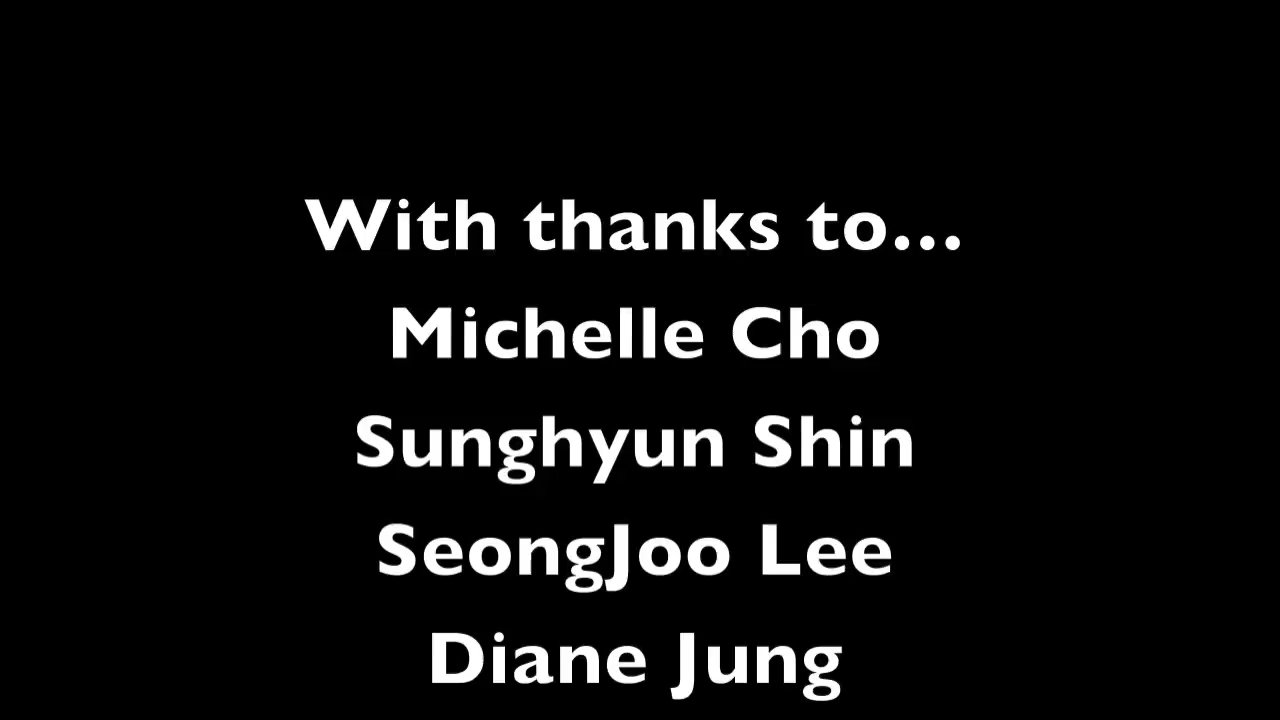 With thanks to...
Michelle Cho
Sunghyun Shin
SeongJoo Lee
Diane Jung